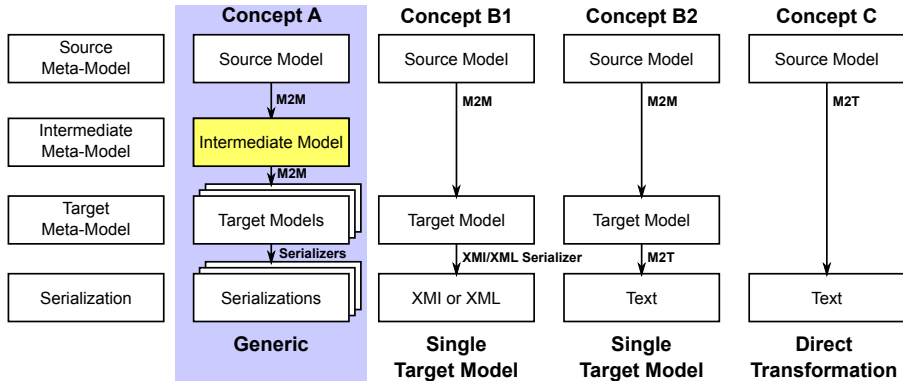 Concept A
Concept B1
Concept B2
Concept C
Source
Meta-Model
Source Model
Source Model
Source Model
Source Model
M2M
M2M
M2M
M2T
Intermediate
Meta-Model
Intermediate Model
M2M
Target
Meta-Model
Target Models
Target Model
Target Model
Serializers
XMI/XML Serializer
M2T
Serialization
Serializations
XMI or XML
Text
Text
Generic
Single
Target Model
Single
Target Model
Direct
Transformation